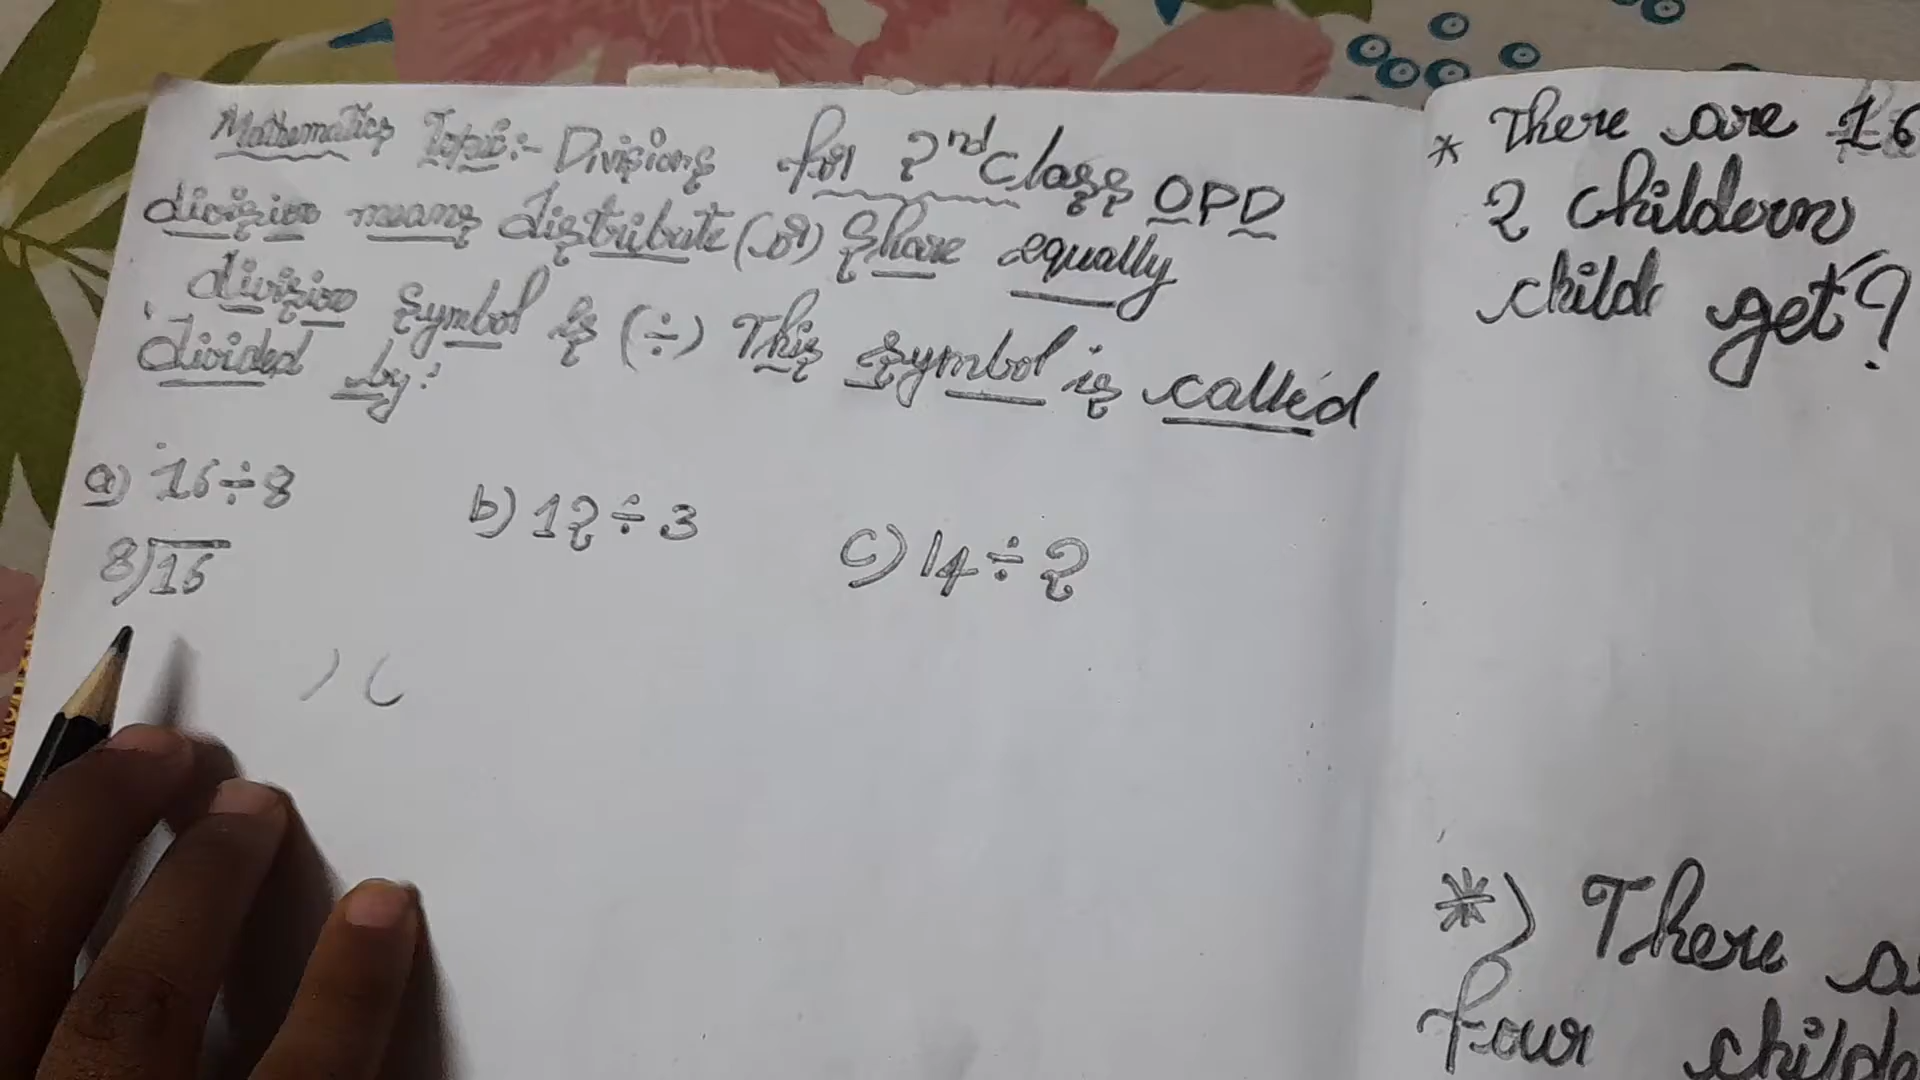 Mathematics Topic:- Divisions for 2nd Class OPD
division means distribute (or) Share equally
division Symbol is (÷) This symbol is called
divided by:
a) 16÷8
b) 12÷3
c) 14÷2
8)16
) (
* There are 16
2 childern
child get?
*) There a
four childe